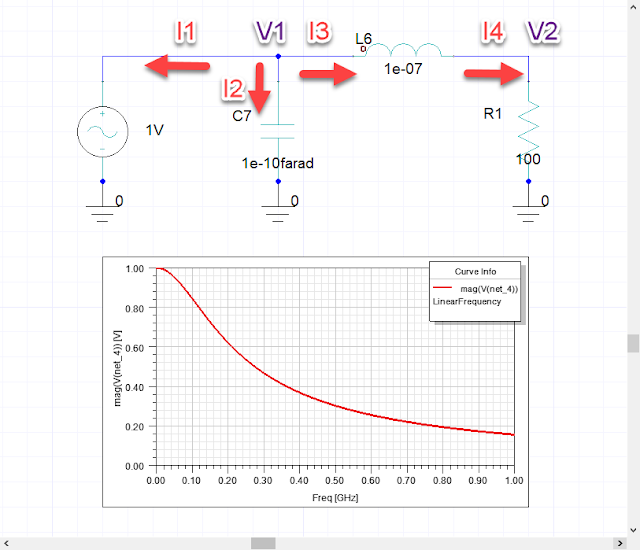 I1 V1 I3 I4 V2
L6
0
1e-07
I2
C7
R1
1V
1e-10farad
100
0 0 0
Curve Info
mag(V(net_4))
LinearFrequency
mag(V(net_4)) [V]
1.00
0.80
0.60
0.40
0.20
0.00
0.00 0.10 0.20 0.30 0.40 0.50 0.60 0.70 0.80 0.90 1.00
Freq [GHz]